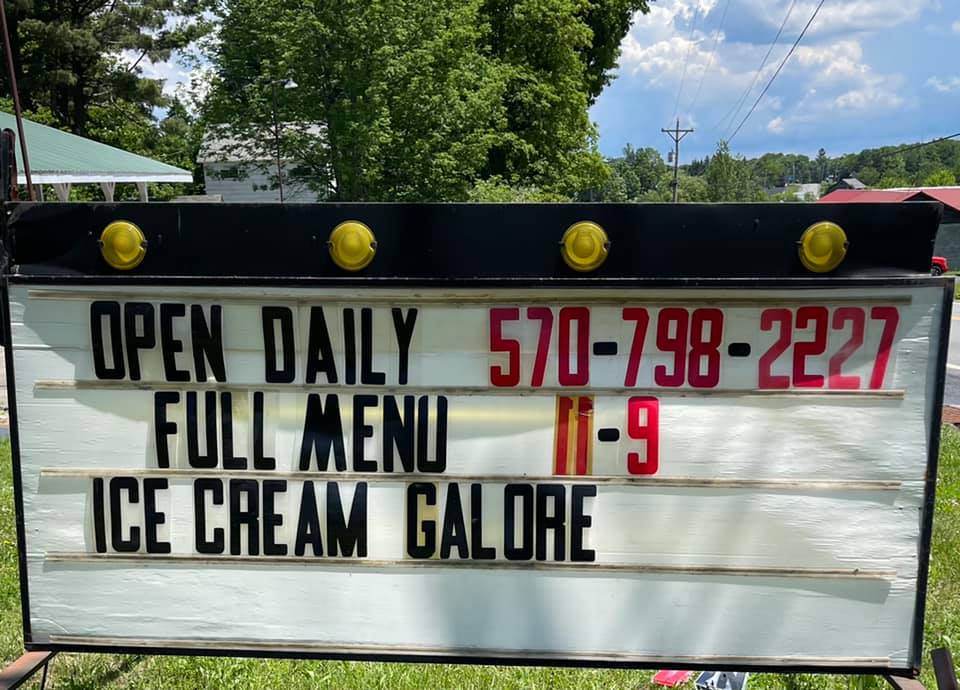 OPEN DAILY 570-798-2227
FULL MENU 11-9
ICE CREAM GALORE